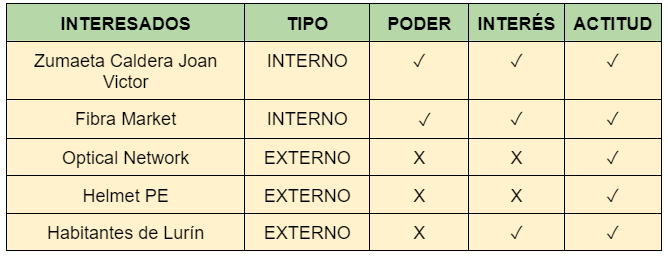 INTERESADOS TIPO PODER INTERÉS ACTITUD
Zumaeta Caldera Joan INTERNO ✓ ✓ ✓
Victor
Fibra Market INTERNO ✓ ✓ ✓
Optical Network EXTERNO X X ✓
Helmet PE EXTERNO X X ✓
Habitantes de Lurín EXTERNO X ✓ ✓